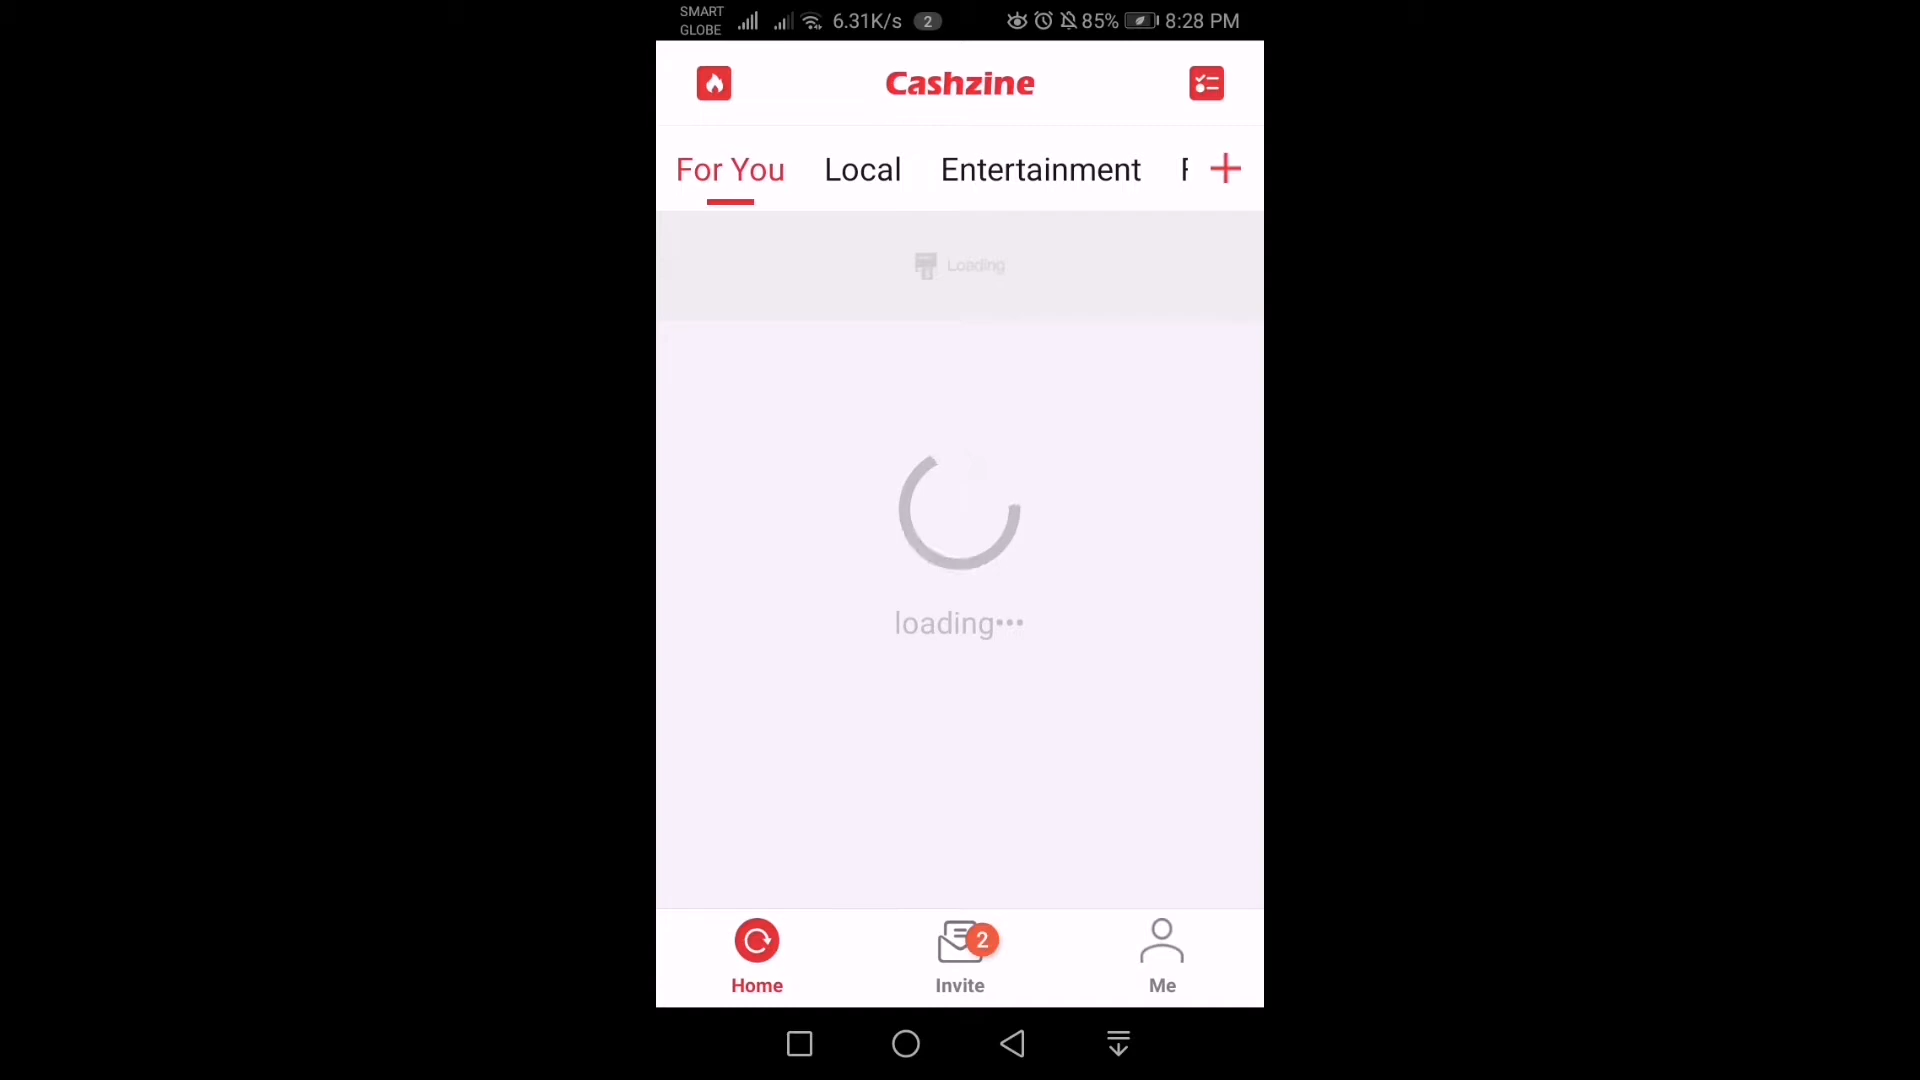 SMART
GLOBE
6.31K/s 2 85% 8:28 PM
Cashzine
For You Local Entertainment
Loading
loading•••
2
Home Invite Me